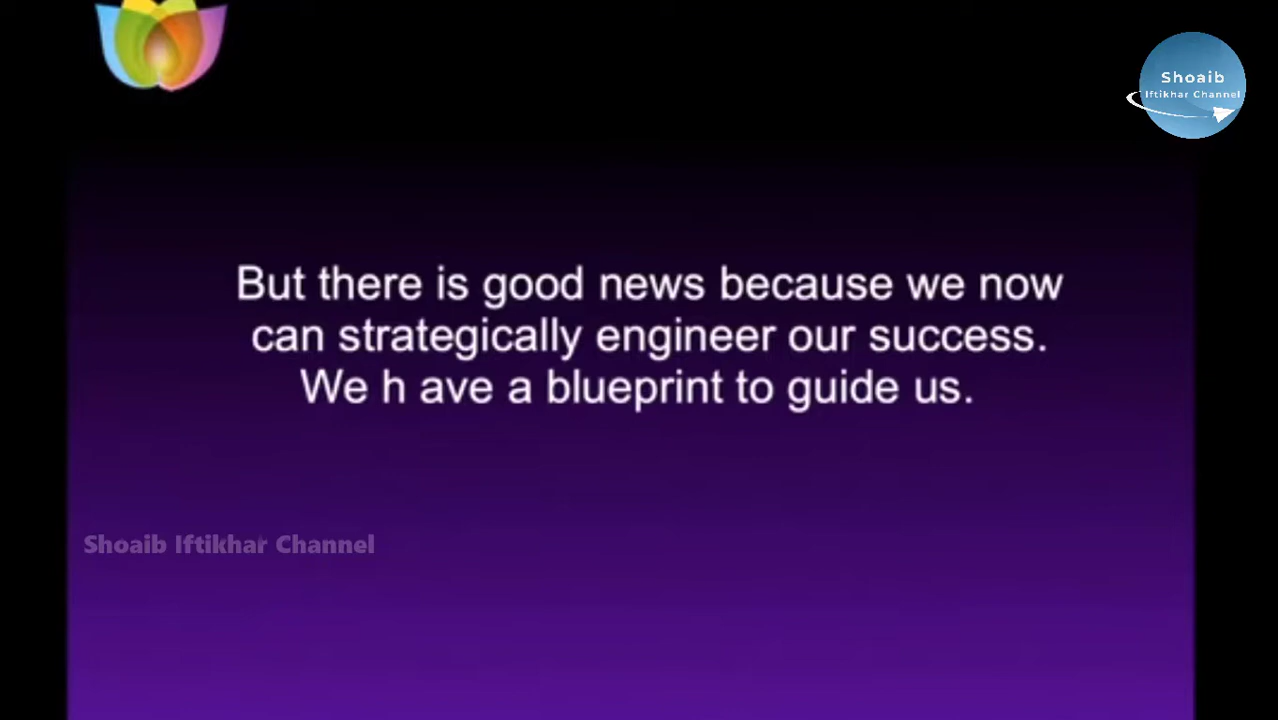 Shoaib
Iftikhar Channel
But there is good news because we now
can strategically engineer our success.
We h ave a blueprint to guide us.
Shoaib Iftikhar Channel